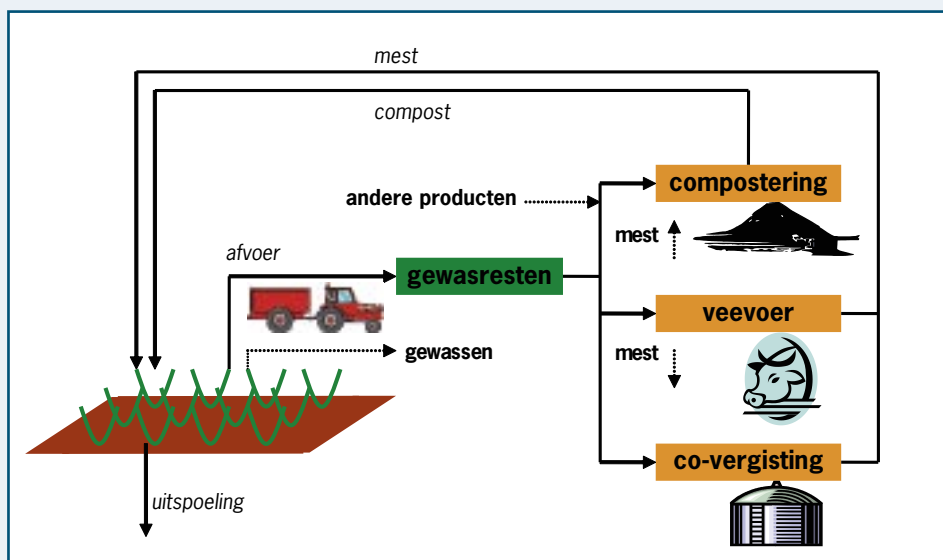 mest
compost
compostering
andere producten
mest
afvoer
gewasresten
veevoer
gewassen
mest
co-vergisting
uitspoeling